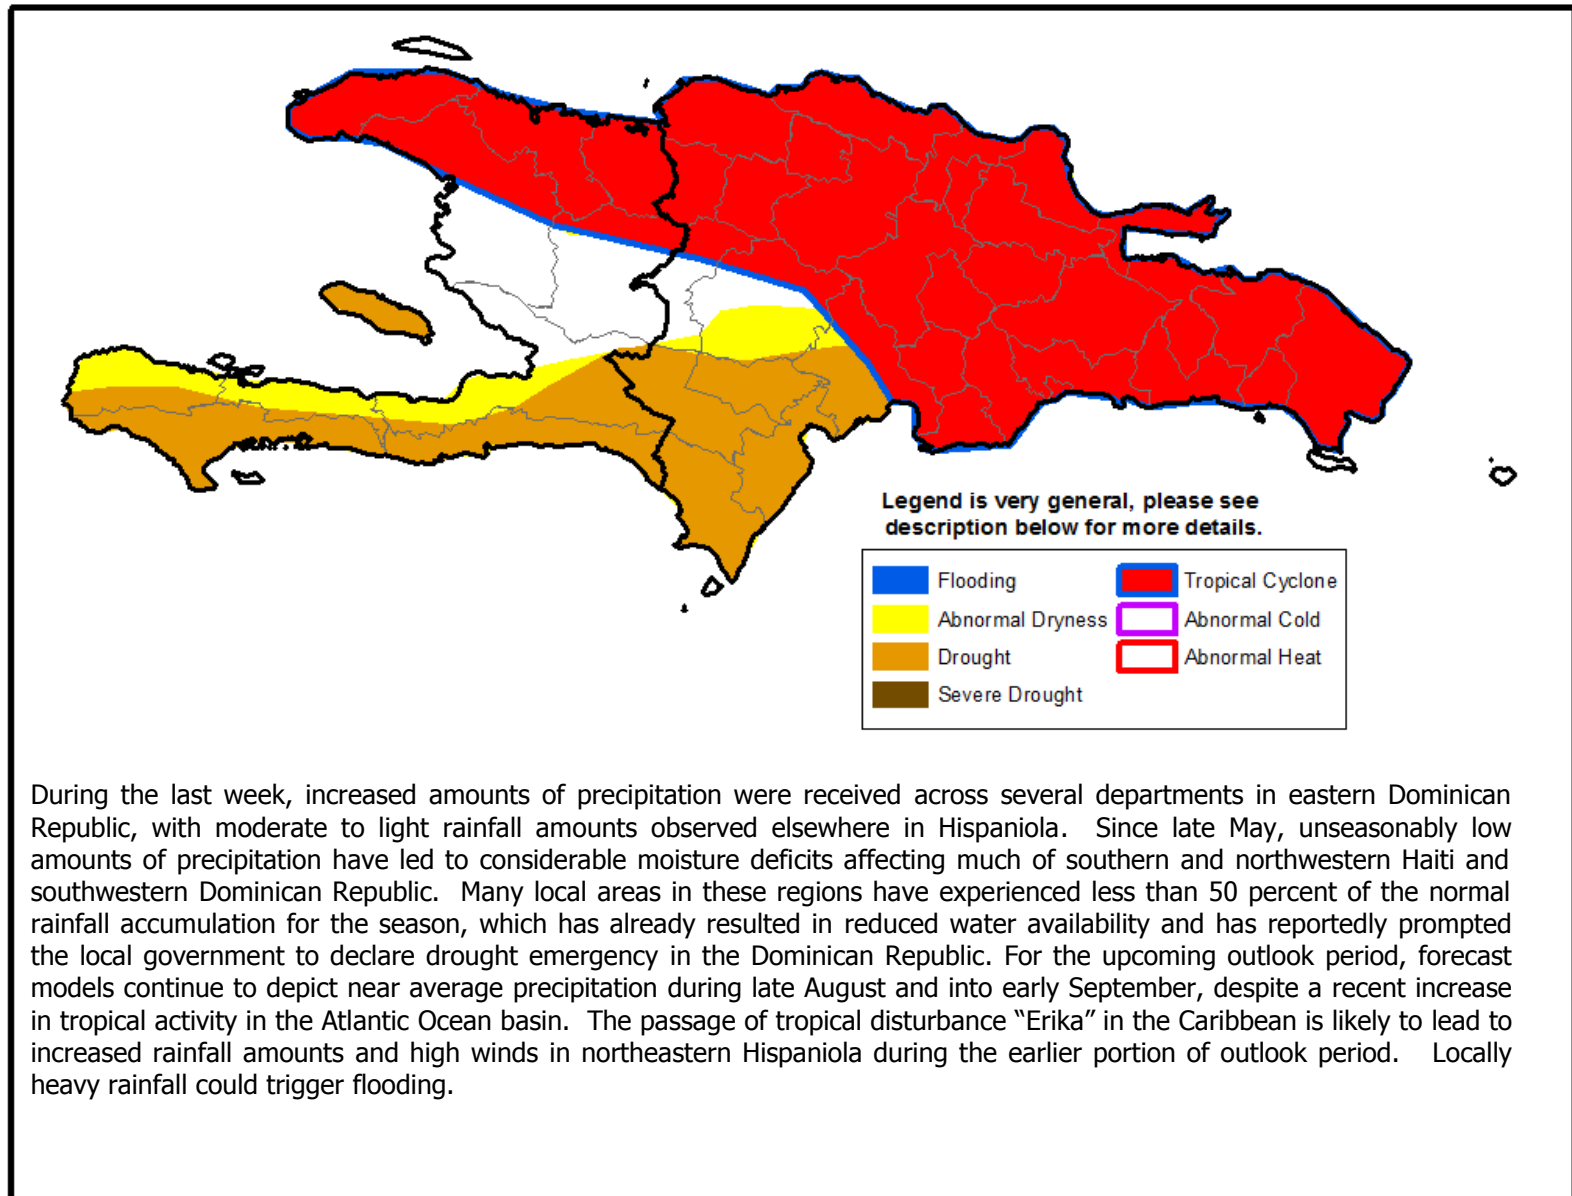 Legend is very general, please see
description below for more details.
Flooding
Tropical Cyclone
Abnormal Dryness
Abnormal Cold
Drought
Abnormal Heat
Severe Drought
During the last week, increased amounts of precipitation were received across several departments in eastern Dominican
Republic, with moderate to light rainfall amounts observed elsewhere in Hispaniola. Since late May, unseasonably low
amounts of precipitation have led to considerable moisture deficits affecting much of southern and northwestern Haiti and
southwestern Dominican Republic. Many local areas in these regions have experienced less than 50 percent of the normal
rainfall accumulation for the season, which has already resulted in reduced water availability and has reportedly prompted
the local government to declare drought emergency in the Dominican Republic. For the upcoming outlook period, forecast
models continue to depict near average precipitation during late August and into early September, despite a recent increase
in tropical activity in the Atlantic Ocean basin. The passage of tropical disturbance “Erika” in the Caribbean is likely to lead to
increased rainfall amounts and high winds in northeastern Hispaniola during the earlier portion of outlook period. Locally
heavy rainfall could trigger flooding.